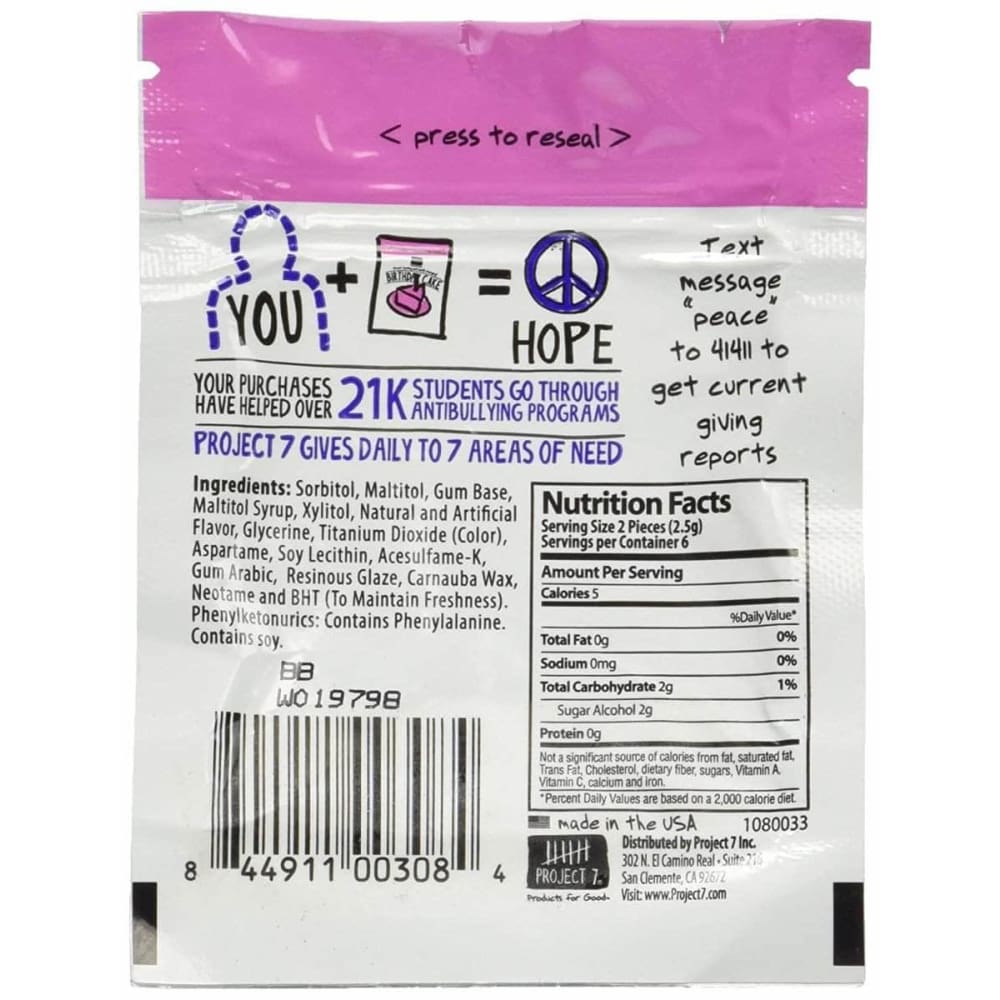 < press to reseal >
YOU + BIRTHDAY CAKE = HOPE
YOUR PURCHASES
HAVE HELPED OVER
21K
STUDENTS GO THROUGH
ANTIBULLYING PROGRAMS
PROJECT 7 GIVES DAILY TO 7 AREAS OF NEED
Text
message
"peace"
to 41411 to
get current
giving
reports
Ingredients: Sorbitol, Maltitol, Gum Base,
Maltitol Syrup, Xylitol, Natural and Artificial
Flavor, Glycerine, Titanium Dioxide (Color),
Aspartame, Soy Lecithin, Acesulfame-K,
Gum Arabic, Resinous Glaze, Carnauba Wax,
Neotame and BHT (To Maintain Freshness).
Phenylketonurics: Contains Phenylalanine.
Contains soy.
BB
WO19798
8 44911 00308 4
Nutrition Facts
Serving Size 2 Pieces (2.5g)
Servings per Container 6
Amount Per Serving
Calories 5
%Daily Value*
Total Fat 0g 0%
Sodium 0mg 0%
Total Carbohydrate 2g 1%
Sugar Alcohol 2g
Protein 0g
Not a significant source of calories from fat, saturated fat,
Trans Fat, Cholesterol, dietary fiber, sugars, Vitamin A,
Vitamin C, calcium and iron.
*Percent Daily Values are based on a 2,000 calorie diet.
made in the USA 1080033
PROJECT 7
Products for Good
Distributed by Project 7 Inc.
302 N. El Camino Real • Suite
San Clemente, CA 92672
Visit: www.Project7.com